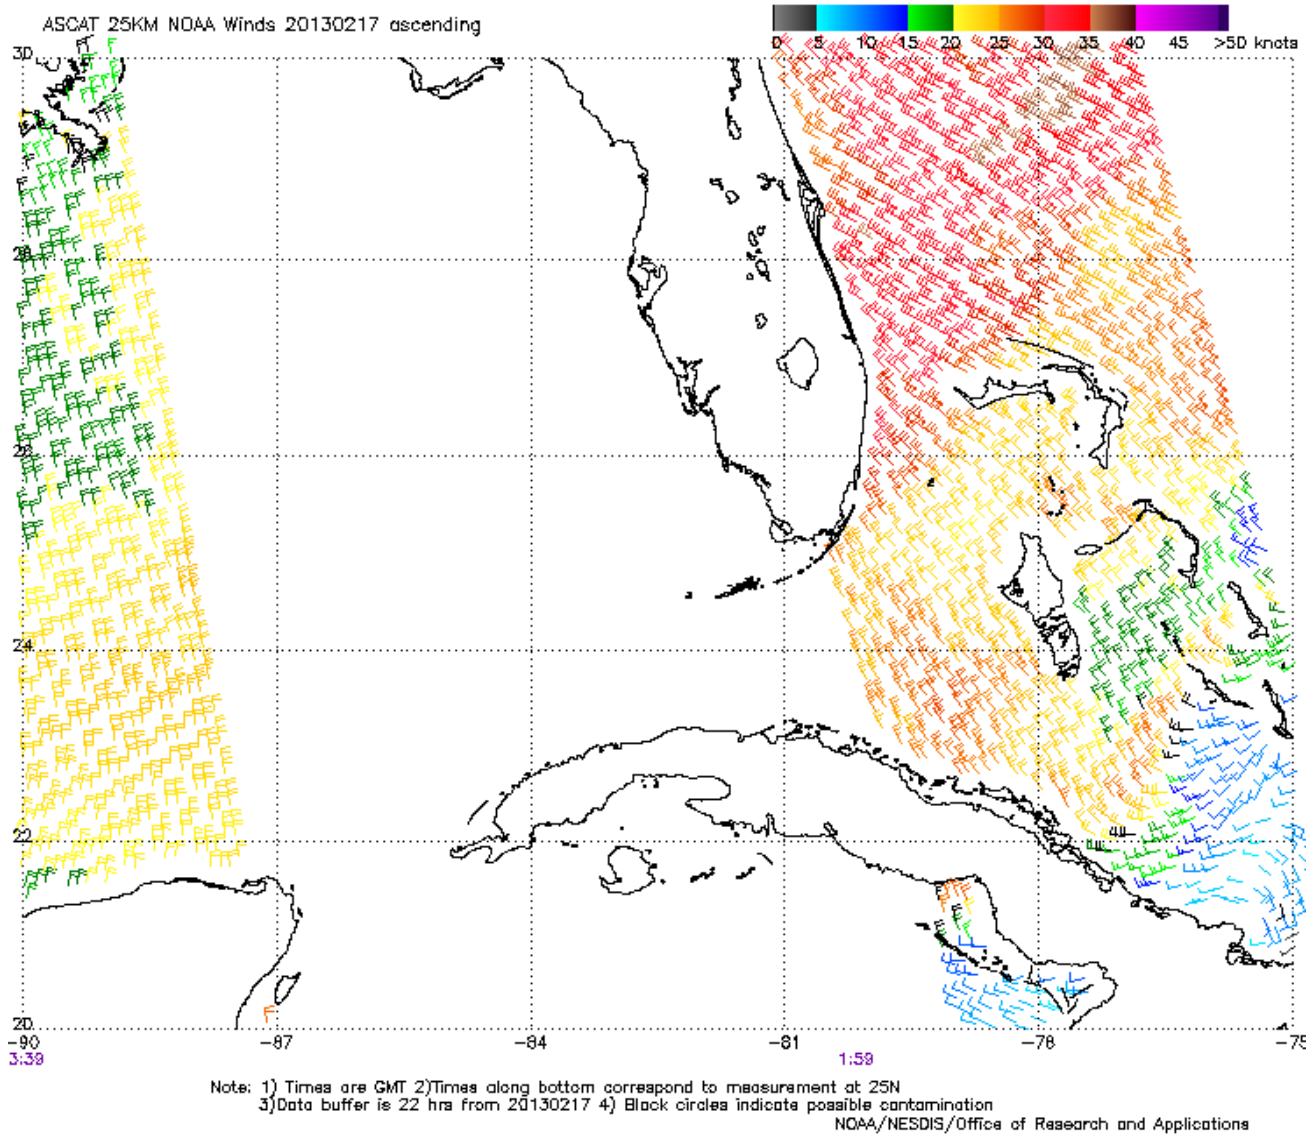 ASCAT 25KM NOAA Winds 20130217 ascending
0 5 10 15 20 25 30 35 40 45 >50 knots
30
28
26
24
22
20
-90 -87 -84 -81 -78 -75
3:39 1:59
Note: 1) Times are GMT 2)Times along bottom correspond to measurement at 25N
3)Data buffer is 22 hrs from 20130217 4) Black circles indicate possible contamination
NOAA/NESDIS/Office of Research and Applications